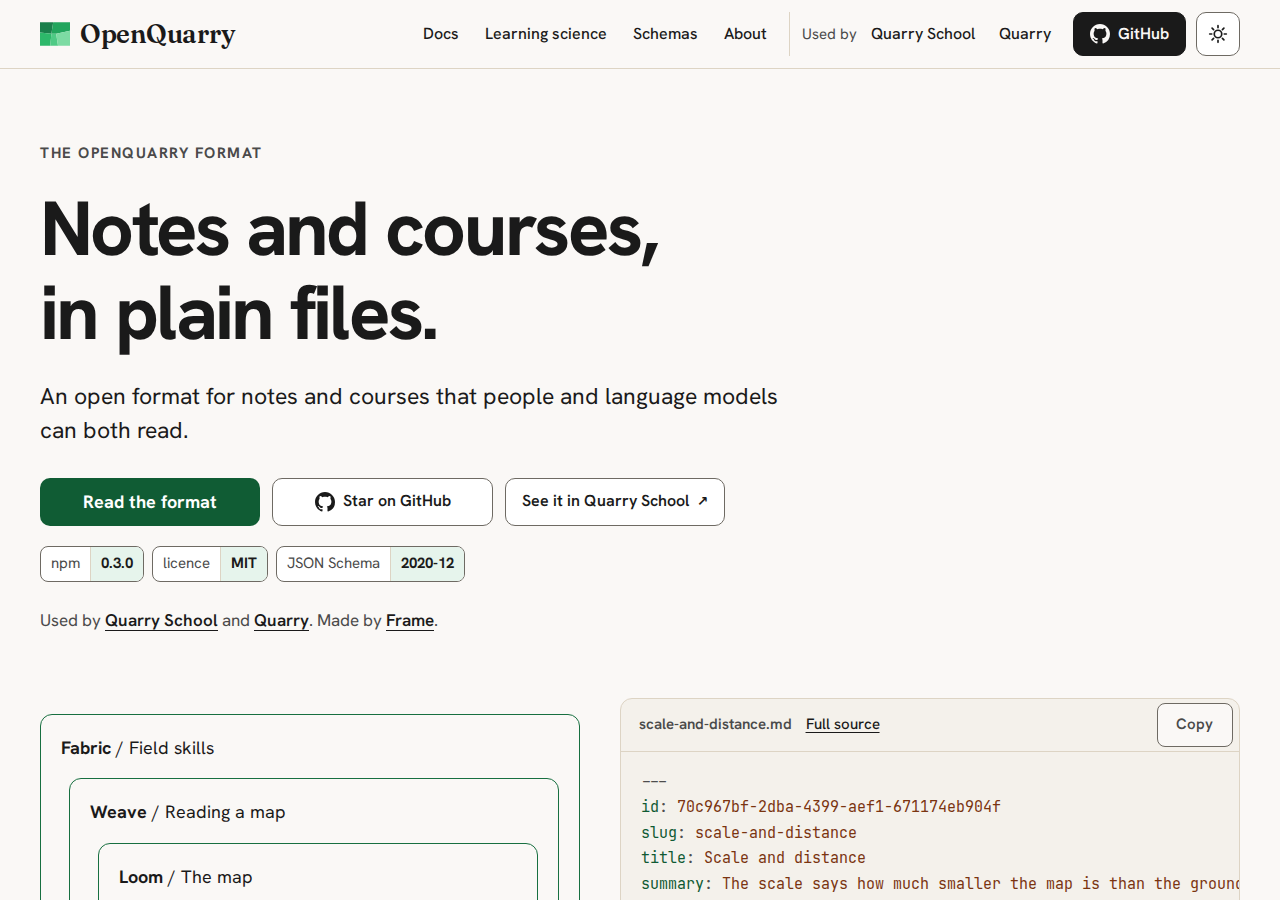 OpenQuarry
Docs Learning science Schemas About Used by Quarry School Quarry GitHub
THE OPENQUARRY FORMAT
Notes and courses,
in plain files.
An open format for notes and courses that people and language models
can both read.
Read the format Star on GitHub See it in Quarry School ↗
npm 0.3.0 licence MIT JSON Schema 2020-12
Used by Quarry School and Quarry. Made by Frame.
Fabric / Field skills
Weave / Reading a map
Loom / The map
scale-and-distance.md Full source Copy
---
id: 70c967bf-2dba-4399-aef1-671174eb904f
slug: scale-and-distance
title: Scale and distance
summary: The scale says how much smaller the map is than the ground